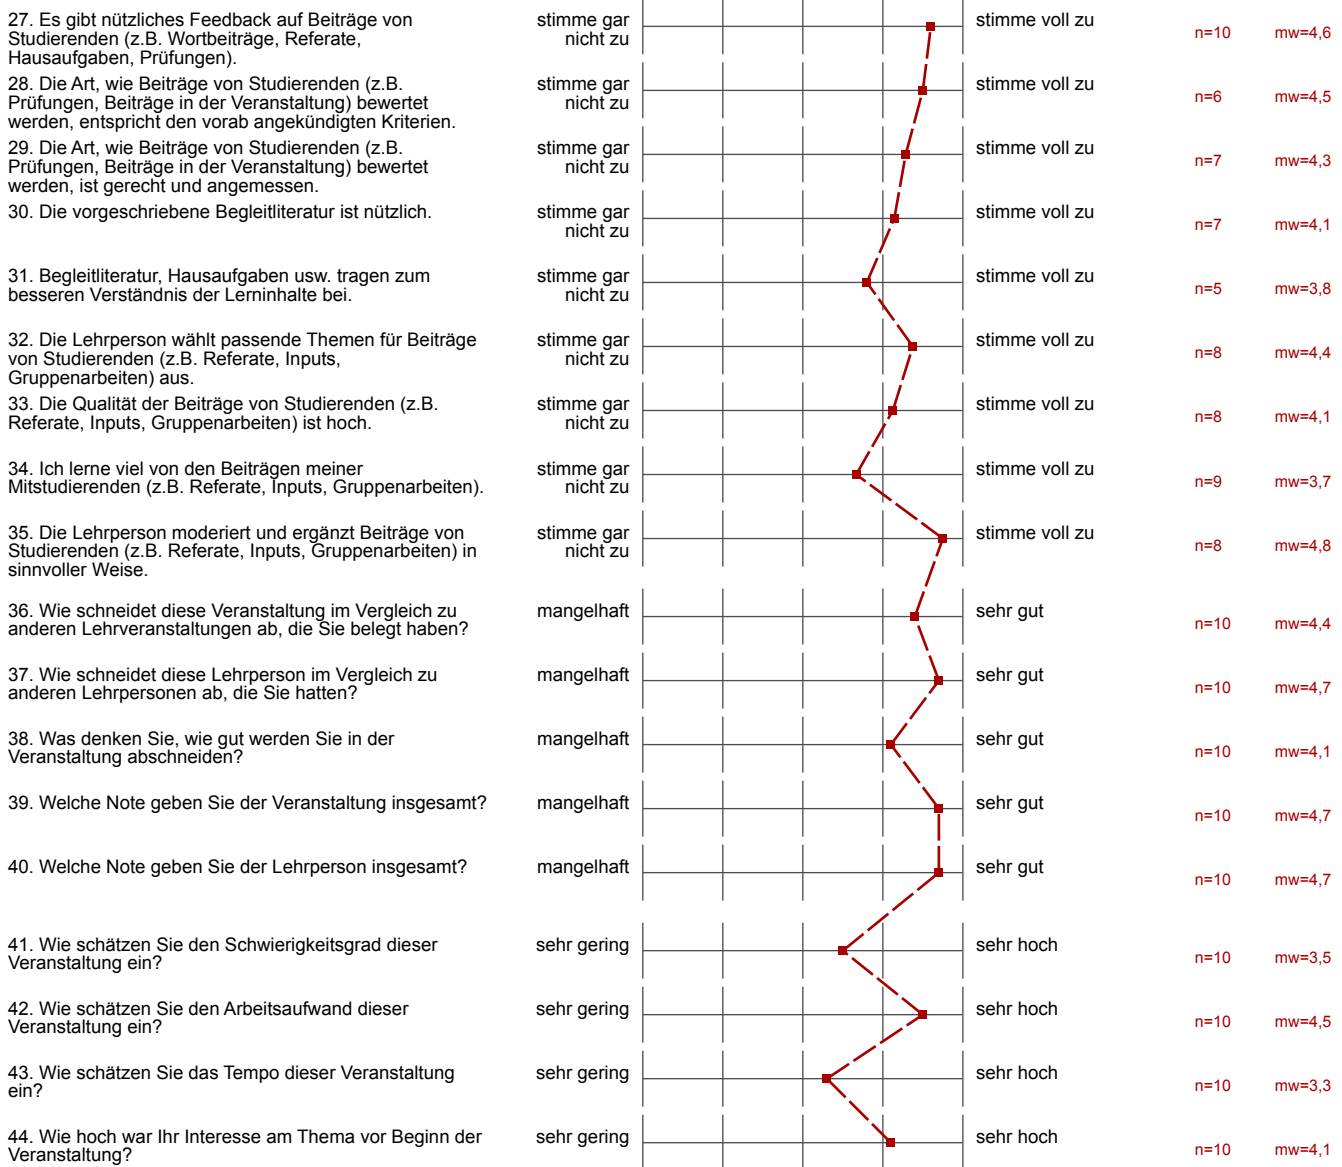 27. Es gibt nützliches Feedback auf Beiträge von
Studierenden (z.B. Wortbeiträge, Referate,
Hausaufgaben, Prüfungen).
stimme gar
nicht zu
stimme voll zu
n=10
mw=4,6
28. Die Art, wie Beiträge von Studierenden (z.B.
Prüfungen, Beiträge in der Veranstaltung) bewertet
werden, entspricht den vorab angekündigten Kriterien.
stimme gar
nicht zu
stimme voll zu
n=6
mw=4,5
29. Die Art, wie Beiträge von Studierenden (z.B.
Prüfungen, Beiträge in der Veranstaltung) bewertet
werden, ist gerecht und angemessen.
stimme gar
nicht zu
stimme voll zu
n=7
mw=4,3
30. Die vorgeschriebene Begleitliteratur ist nützlich.
stimme gar
nicht zu
stimme voll zu
n=7
mw=4,1
31. Begleitliteratur, Hausaufgaben usw. tragen zum
besseren Verständnis der Lerninhalte bei.
stimme gar
nicht zu
stimme voll zu
n=5
mw=3,8
32. Die Lehrperson wählt passende Themen für Beiträge
von Studierenden (z.B. Referate, Inputs,
Gruppenarbeiten) aus.
stimme gar
nicht zu
stimme voll zu
n=8
mw=4,4
33. Die Qualität der Beiträge von Studierenden (z.B.
Referate, Inputs, Gruppenarbeiten) ist hoch.
stimme gar
nicht zu
stimme voll zu
n=8
mw=4,1
34. Ich lerne viel von den Beiträgen meiner
Mitstudierenden (z.B. Referate, Inputs, Gruppenarbeiten).
stimme gar
nicht zu
stimme voll zu
n=9
mw=3,7
35. Die Lehrperson moderiert und ergänzt Beiträge von
Studierenden (z.B. Referate, Inputs, Gruppenarbeiten) in
sinnvoller Weise.
stimme gar
nicht zu
stimme voll zu
n=8
mw=4,8
36. Wie schneidet diese Veranstaltung im Vergleich zu
anderen Lehrveranstaltungen ab, die Sie belegt haben?
mangelhaft
sehr gut
n=10
mw=4,4
37. Wie schneidet diese Lehrperson im Vergleich zu
anderen Lehrpersonen ab, die Sie hatten?
mangelhaft
sehr gut
n=10
mw=4,7
38. Was denken Sie, wie gut werden Sie in der
Veranstaltung abschneiden?
mangelhaft
sehr gut
n=10
mw=4,1
39. Welche Note geben Sie der Veranstaltung insgesamt?
mangelhaft
sehr gut
n=10
mw=4,7
40. Welche Note geben Sie der Lehrperson insgesamt?
mangelhaft
sehr gut
n=10
mw=4,7
41. Wie schätzen Sie den Schwierigkeitsgrad dieser
Veranstaltung ein?
sehr gering
sehr hoch
n=10
mw=3,5
42. Wie schätzen Sie den Arbeitsaufwand dieser
Veranstaltung ein?
sehr gering
sehr hoch
n=10
mw=4,5
43. Wie schätzen Sie das Tempo dieser Veranstaltung
ein?
sehr gering
sehr hoch
n=10
mw=3,3
44. Wie hoch war Ihr Interesse am Thema vor Beginn der
Veranstaltung?
sehr gering
sehr hoch
n=10
mw=4,1